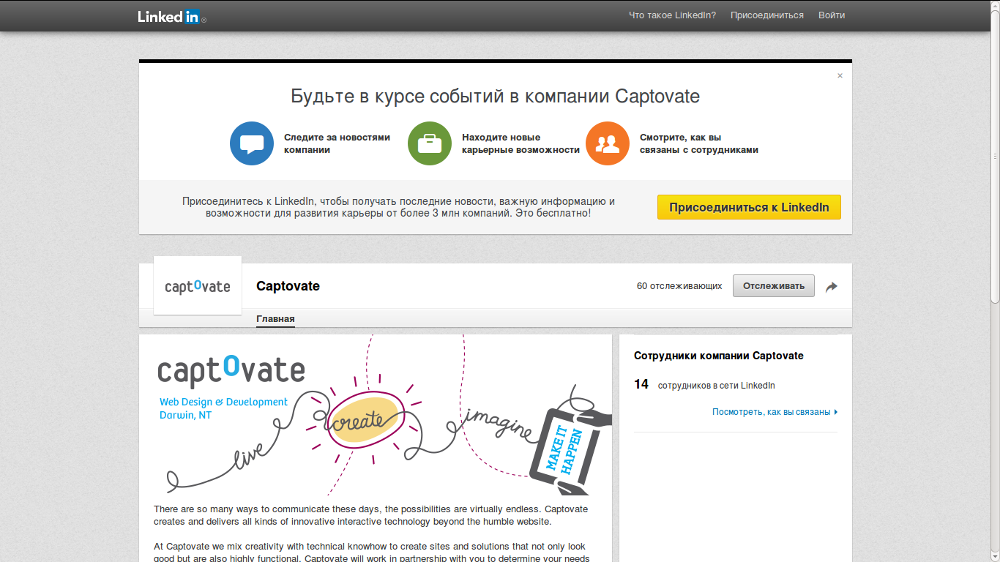 Linked in ®
Что такое LinkedIn? Присоединиться Войти
×
Будьте в курсе событий в компании Captovate
Следите за новостями
компании
Находите новые
карьерные возможности
Смотрите, как вы
связаны с сотрудниками
Присоединитесь к LinkedIn, чтобы получать последние новости, важную информацию и
возможности для развития карьеры от более 3 млн компаний. Это бесплатно!
Присоединиться к LinkedIn
captovate
Captovate
60 отслеживающих
Отслеживать
Главная
captovate
Web Design & Development
Darwin, NT
live
create
imagine
MAKE IT
HAPPEN
There are so many ways to communicate these days, the possibilities are virtually endless. Captovate
creates and delivers all kinds of innovative interactive technology beyond the humble website.
At Captovate we mix creativity with technical knowhow to create sites and solutions that not only look
good but are also highly functional. Captovate will work in partnership with you to determine your needs
Сотрудники компании Captovate
14 сотрудников в сети LinkedIn
Посмотреть, как вы связаны